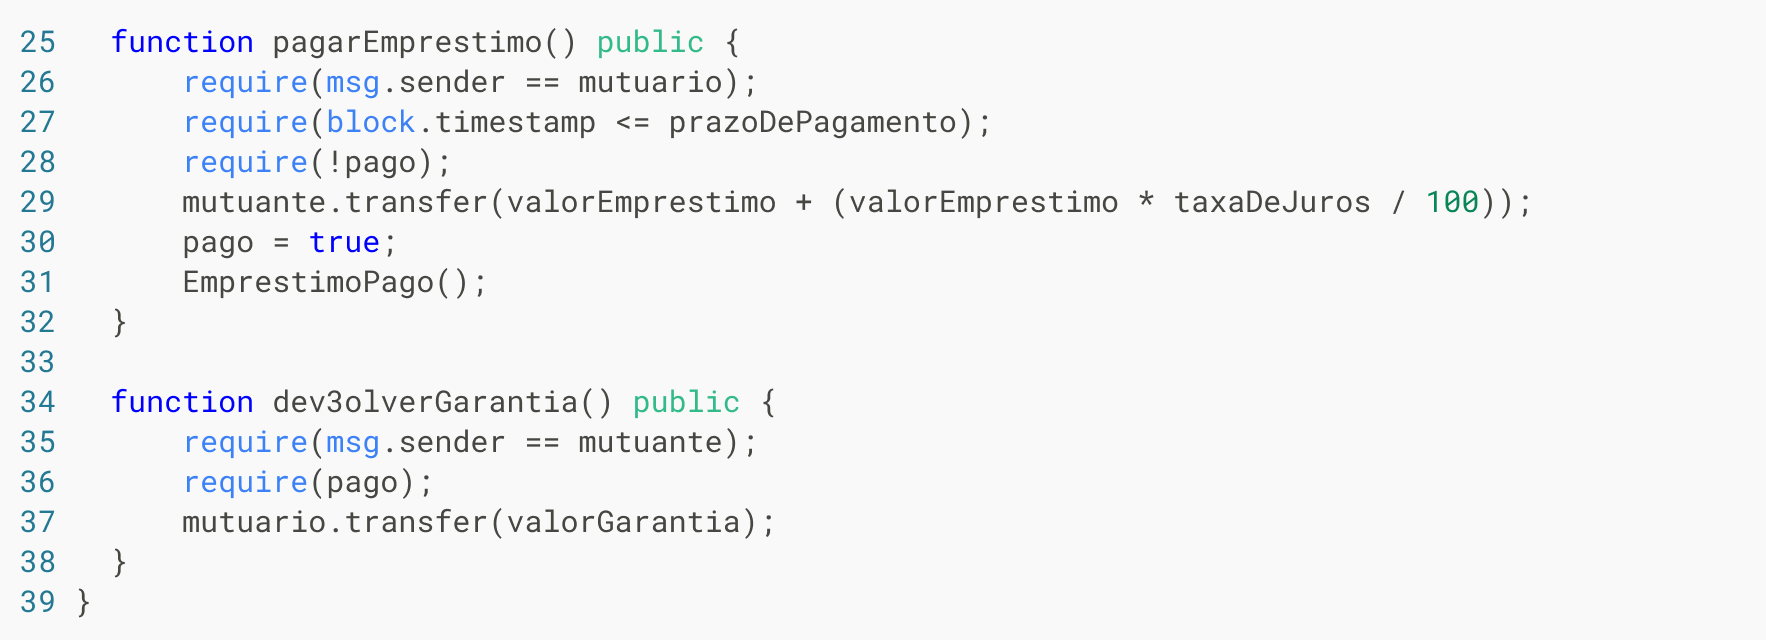 25 function pagarEmprestimo() public {
26 require(msg.sender == mutuario);
27 require(block.timestamp <= prazoDePagamento);
28 require(!pago);
29 mutuante.transfer(valorEmprestimo + (valorEmprestimo * taxaDeJuros / 100));
30 pago = true;
31 EmprestimoPago();
32 }
33
34 function dev3olverGarantia() public {
35 require(msg.sender == mutuante);
36 require(pago);
37 mutuario.transfer(valorGarantia);
38 }
39 }